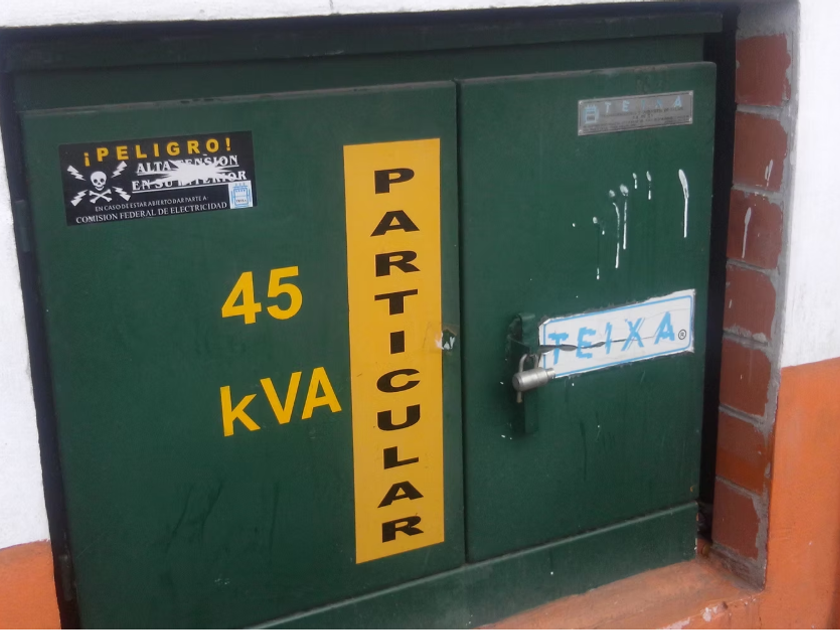 ¡PELIGRO!
ALTA TENSION
EN SU INTERIOR
EN CASO DE ESTAR ABIERTO DAR PARTE A:
COMISION FEDERAL DE ELECTRICIDAD
45
kVA
PARTICULAR
TEIXA
TEIXA®